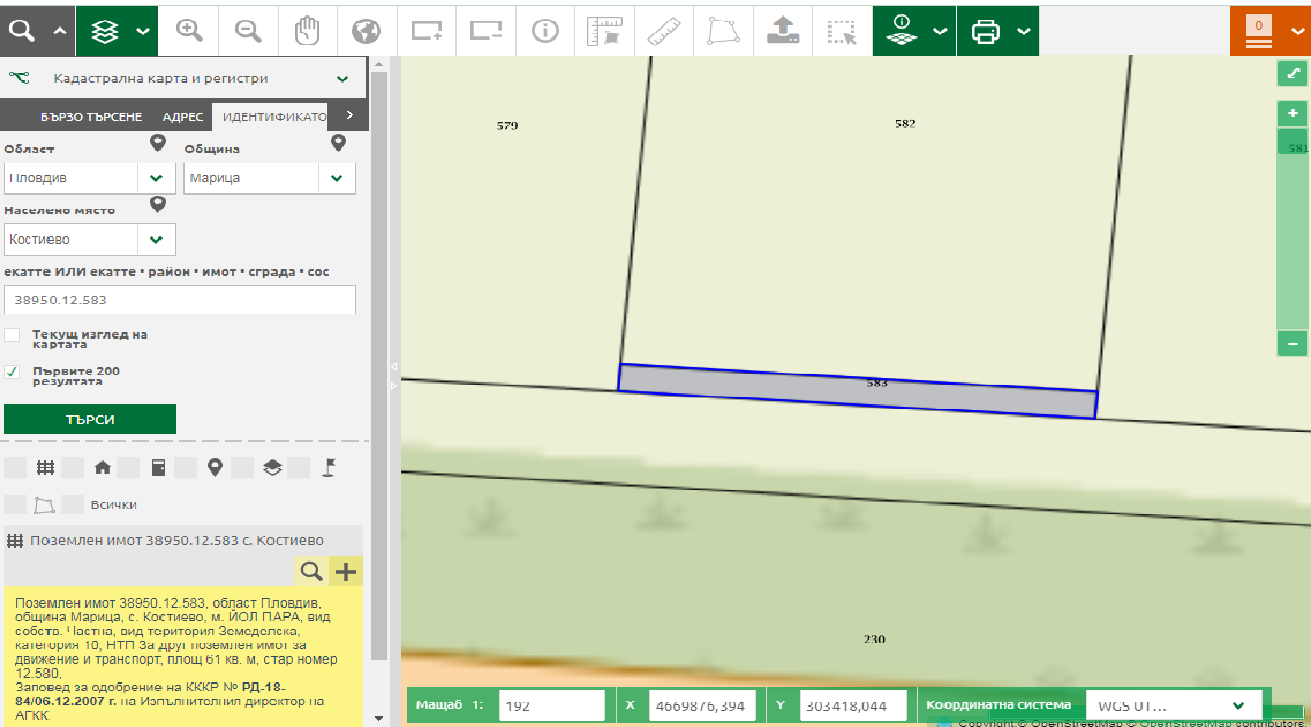 0
Кадастрална карта и регистри
БЪРЗО ТЪРСЕНЕ АДРЕС ИДЕНТИФИКАТО
Област Община
Пловдив Марица
Населено място
Костиево
екатте ИЛИ екатте • район • имот • сграда • сос
38950.12.583
Текущ изглед на
картата
Първите 200
резултата
ТЪРСИ
Всички
Поземлен имот 38950.12.583 с. Костиево
Поземлен имот 38950.12.583, област Пловдив,
община Марица, с. Костиево, м. ЙОЛ ПАРА, вид
собств. Частна, вид територия Земеделска,
категория 10, НТП За друг поземлен имот за
движение и транспорт, площ 61 кв. м, стар номер
12.580,
Заповед за одобрение на КККР № РД-18-
84/06.12.2007 г. на Изпълнителния директор на
АГКК
579
582
581
583
230
Мащаб 1: 192 X 4669876,394 Y 303418,044 Координатна система WGS UT...
Copyright © OpenStreetMap © OpenStreetMap contributors